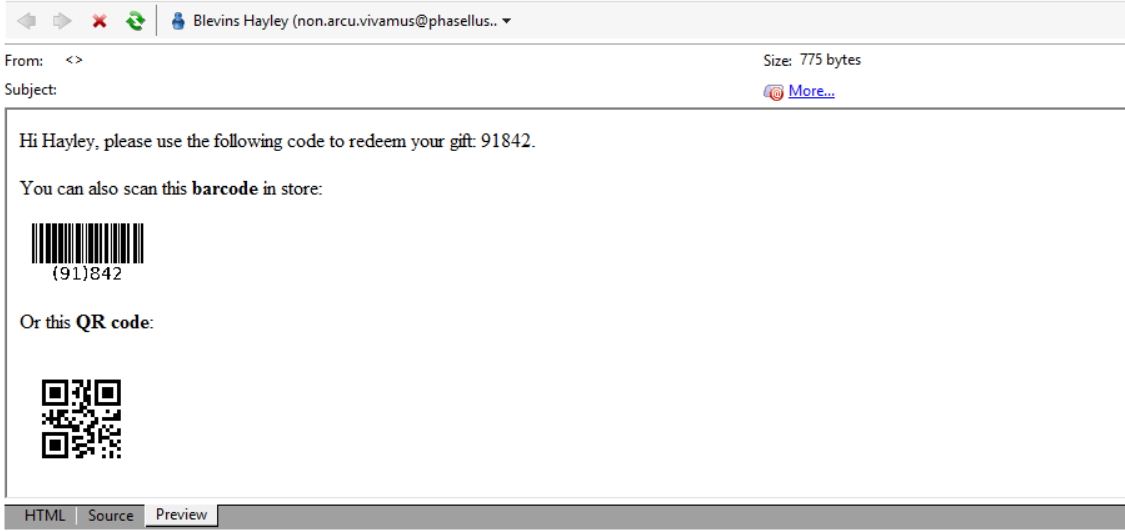 Blevins Hayley (non.arcu.vivamus@phasellus..
From: <>
Size: 775 bytes
Subject:
More...
Hi Hayley, please use the following code to redeem your gift: 91842.
You can also scan this barcode in store:
(91)842
Or this QR code:
HTML
Source
Preview